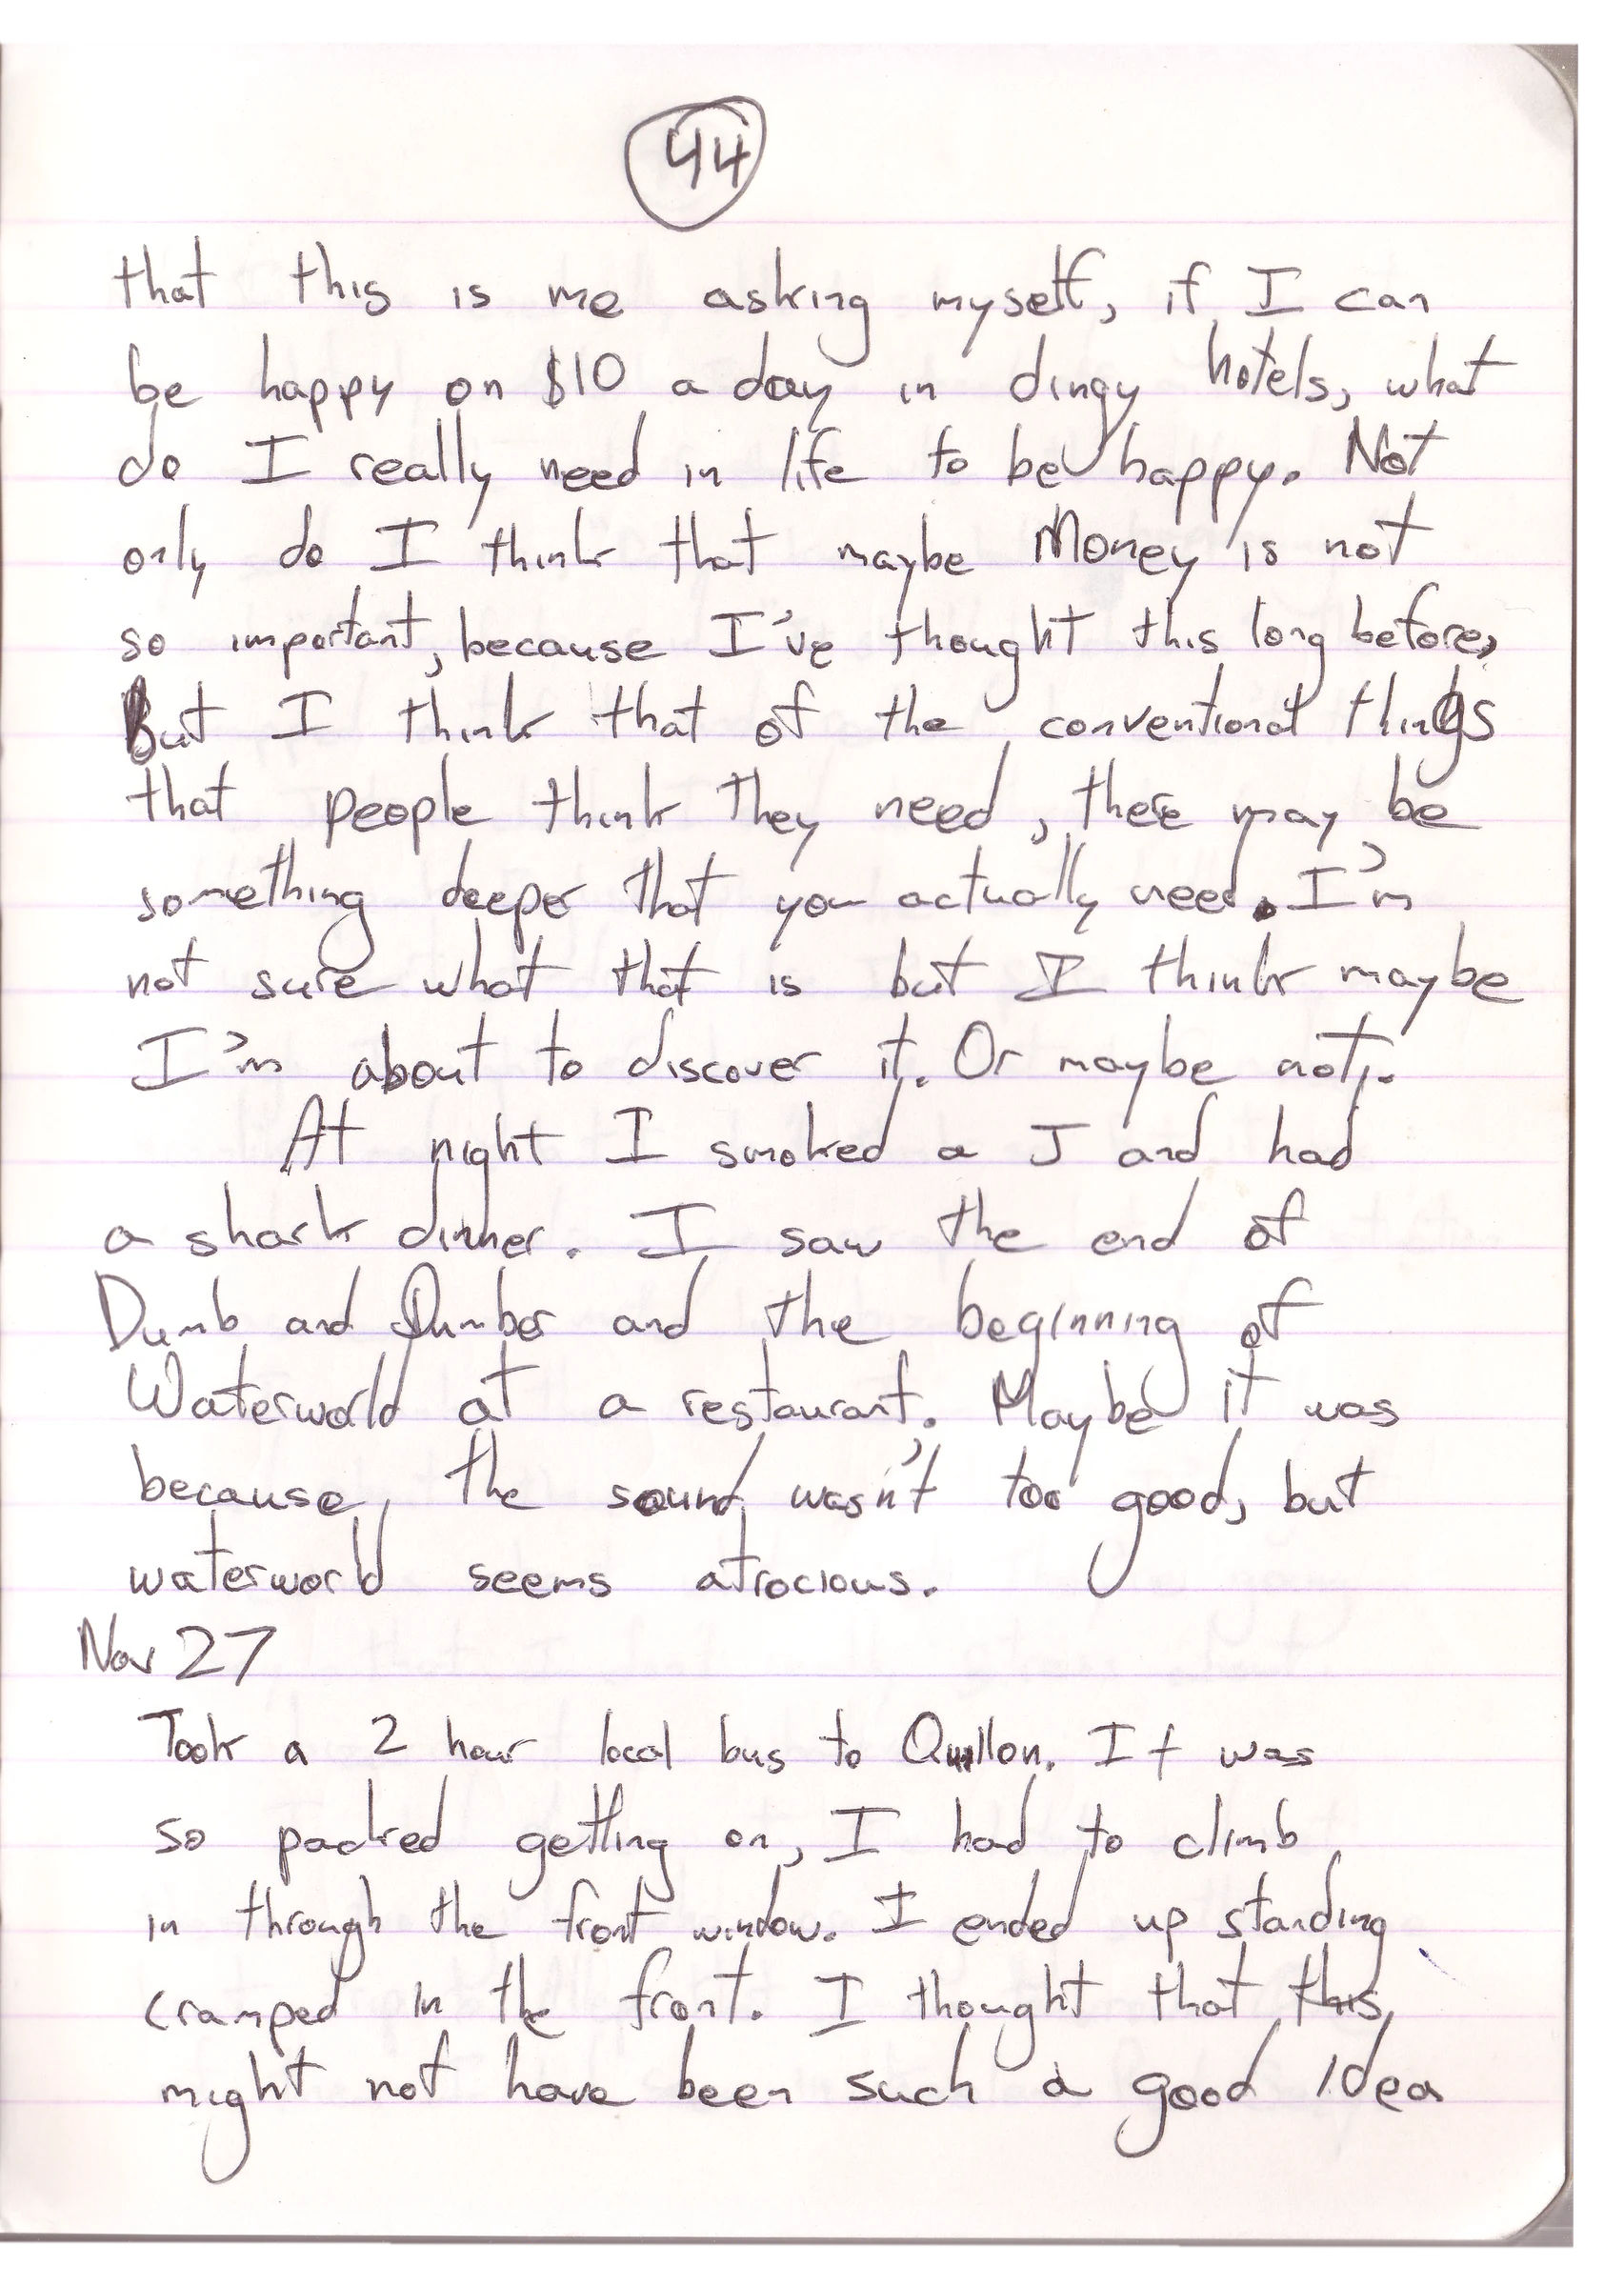 44
that this is me asking myself, if I can
be happy on $10 a day in dingy hotels, what
do I really need in life to be happy. Not
only do I think that maybe Money is not
so important, because I've thought this long before,
But I think that of the conventional things
that people think they need, there may be
something deeper that you actually need. I'm
not sure what that is but I think maybe
I'm about to discover it. Or maybe not.
At night I smoked a J and had
a shark dinner. I saw the end of
Dumb and Dumber and the beginning of
Waterworld at a restaurant. Maybe it was
because the sound wasn't too good, but
waterworld seems atrocious.
Nov 27
Took a 2 hour local bus to Quillon. It was
so packed getting on, I had to climb
in through the front window. I ended up standing
cramped in the front. I thought that this
might not have been such a good Idea